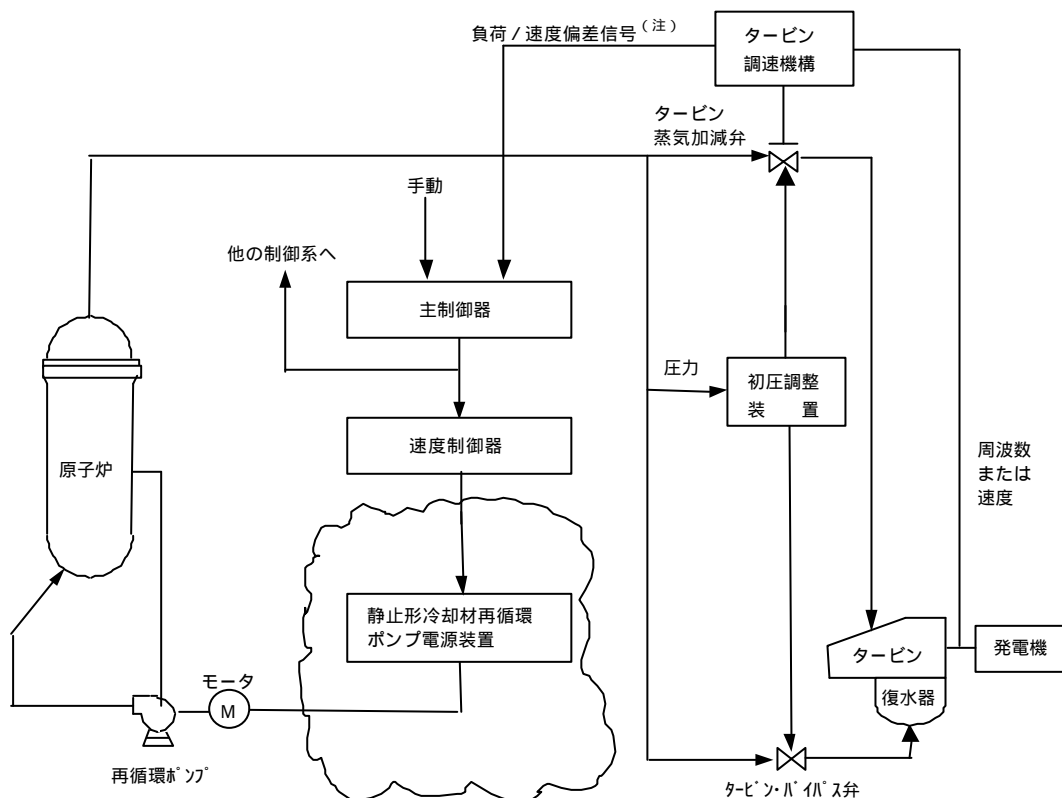 負荷/速度偏差信号(注)
タービン
調速機構
タービン
蒸気加減弁
手動
他の制御系へ
主制御器
圧力
初圧調整
装 置
速度制御器
原子炉
周波数
または
速度
静止形冷却材再循環
ポンプ電源装置
タービン
発電機
復水器
モータ
M
再循環ポンプ
タービン・バイパス弁